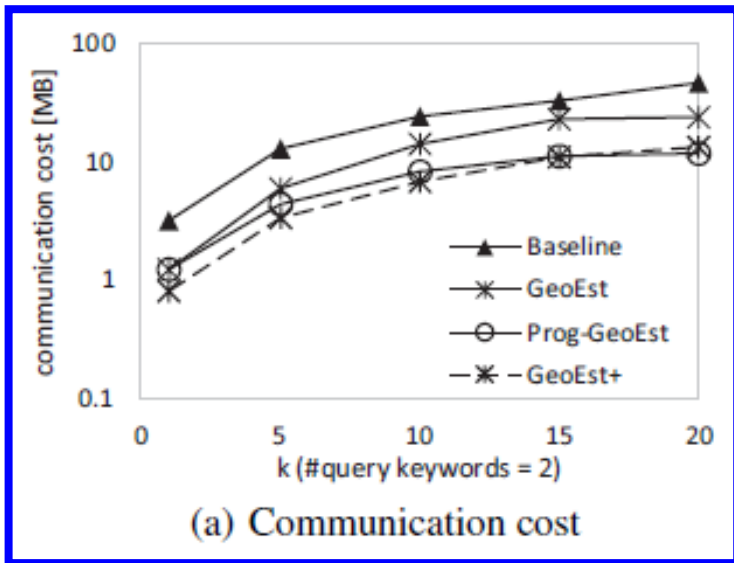 100
10
1
0.1
communication cost [MB]
Baseline
GeoEst
Prog-GeoEst
GeoEst+
0 5 10 15 20
k (#query keywords = 2)
(a) Communication cost